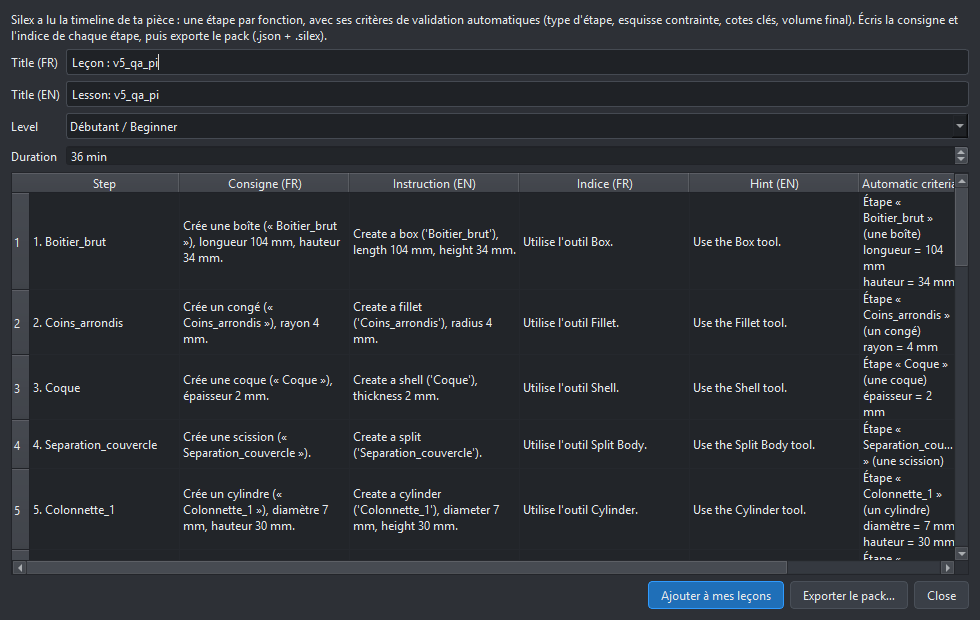 Silex a lu la timeline de ta pièce : une étape par fonction, avec ses critères de validation automatiques (type d'étape, esquisse contrainte, cotes clés, volume final). Écris la consigne et
l'indice de chaque étape, puis exporte le pack (.json + .silex).
Title (FR) Leçon : v5_qa_pi
Title (EN) Lesson: v5_qa_pi
Level Débutant / Beginner
Duration 36 min
Step Consigne (FR) Instruction (EN) Indice (FR) Hint (EN) Automatic criteria
1 1. Boitier_brut
Crée une boîte (« Boitier_brut
»), longueur 104 mm, hauteur
34 mm.
Create a box ('Boitier_brut'),
length 104 mm, height 34 mm.
Utilise l'outil Box.
Use the Box tool.
Étape «
Boitier_brut »
(une boîte)
longueur = 104
mm
hauteur = 34 mm
2 2. Coins_arrondis
Crée un congé («
Coins_arrondis »), rayon 4
mm.
Create a fillet
('Coins_arrondis'), radius 4
mm.
Utilise l'outil Fillet.
Use the Fillet tool.
Étape «
Coins_arrondis »
(un congé)
rayon = 4 mm
3 3. Coque
Crée une coque (« Coque »),
épaisseur 2 mm.
Create a shell ('Coque'),
thickness 2 mm.
Utilise l'outil Shell.
Use the Shell tool.
Étape « Coque »
(une coque)
épaisseur = 2
mm
4 4. Separation_couvercle
Crée une scission («
Separation_couvercle »).
Create a split
('Separation_couvercle').
Utilise l'outil Split Body.
Use the Split Body tool.
Étape «
Separation_cou...
» (une scission)
5 5. Colonnette_1
Crée un cylindre («
Colonnette_1 »), diamètre 7
mm, hauteur 30 mm.
Create a cylinder
('Colonnette_1'), diameter 7
mm, height 30 mm.
Utilise l'outil Cylinder.
Use the Cylinder tool.
Étape «
Colonnette_1 »
(un cylindre)
diamètre = 7 mm
hauteur = 30 mm
Étape «
Ajouter à mes leçons Exporter le pack... Close